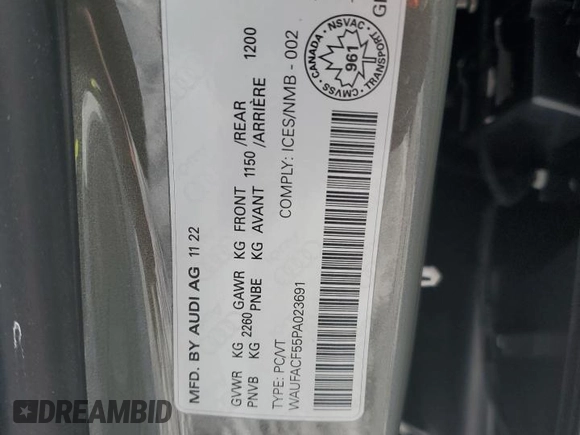 MFD. BY AUDI AG 11 22
GVWR KG 2260 GAWR KG FRONT 1150 /REAR 1200
PNVB KG PNBE KG AVANT /ARRIÈRE
TYPE: PC/VT COMPLY: ICES/NMB - 002
WAUFACF55PA023691
CANADA · NSVAC · TRANSPORT · CMVSS ·
961
DREAMBID